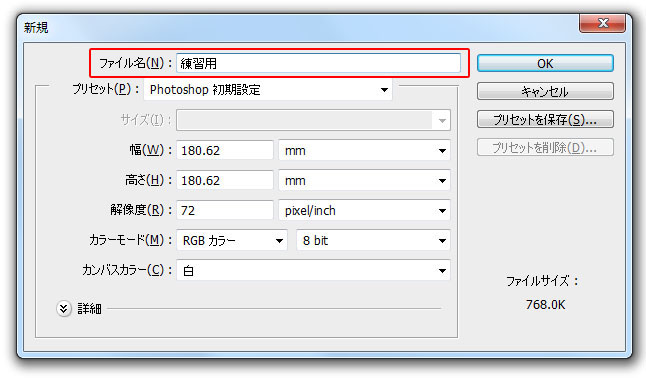 新規
ファイル名(N)： 練習用
OK
プリセット(P)： Photoshop 初期設定
キャンセル
サイズ(I)：
プリセットを保存(S)...
幅(W)： 180.62 mm
プリセットを削除(D)...
高さ(H)： 180.62 mm
解像度(R)： 72 pixel/inch
カラーモード(M)： RGB カラー 8 bit
カンバスカラー(C)： 白
ファイルサイズ：
768.0K
詳細